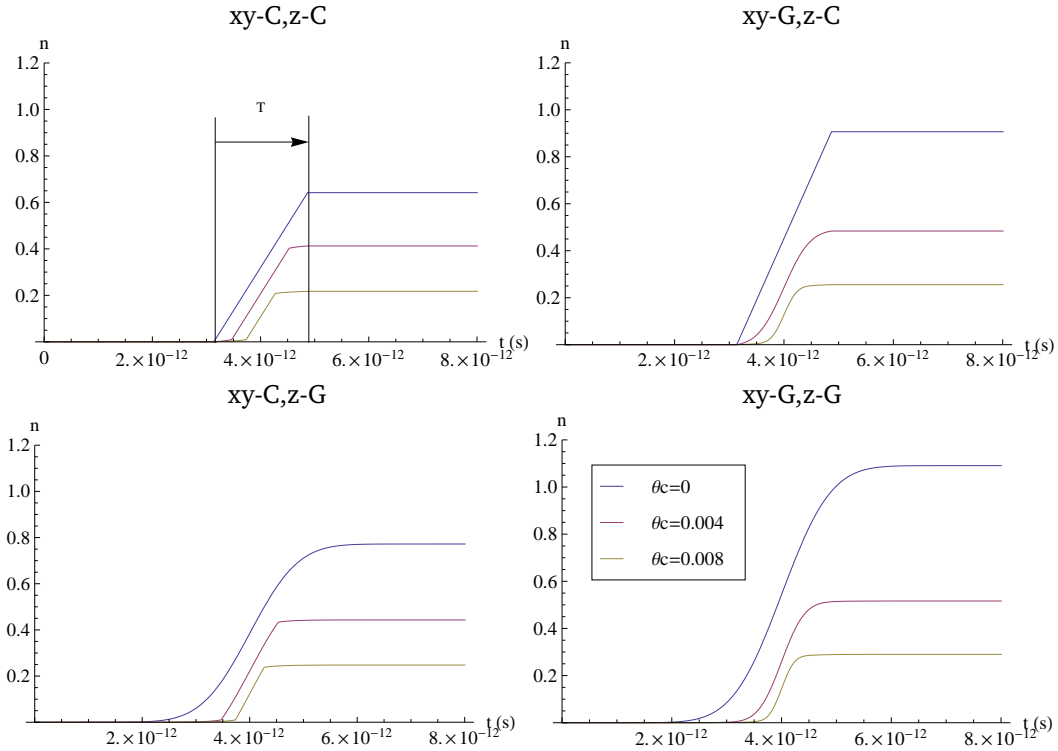 xy-C,z-C
n
1.2
1.0
T
0.8
0.6
0.4
0.2
t (s)
0
2.×10-12
4.×10-12
6.×10-12
8.×10-12
xy-G,z-C
n
1.2
1.0
0.8
0.6
0.4
0.2
t (s)
2.×10-12
4.×10-12
6.×10-12
8.×10-12
xy-C,z-G
n
1.2
1.0
0.8
0.6
0.4
0.2
t (s)
2.×10-12
4.×10-12
6.×10-12
8.×10-12
xy-G,z-G
n
1.2
1.0
0.8
0.6
0.4
0.2
θc=0
θc=0.004
θc=0.008
t (s)
2.×10-12
4.×10-12
6.×10-12
8.×10-12